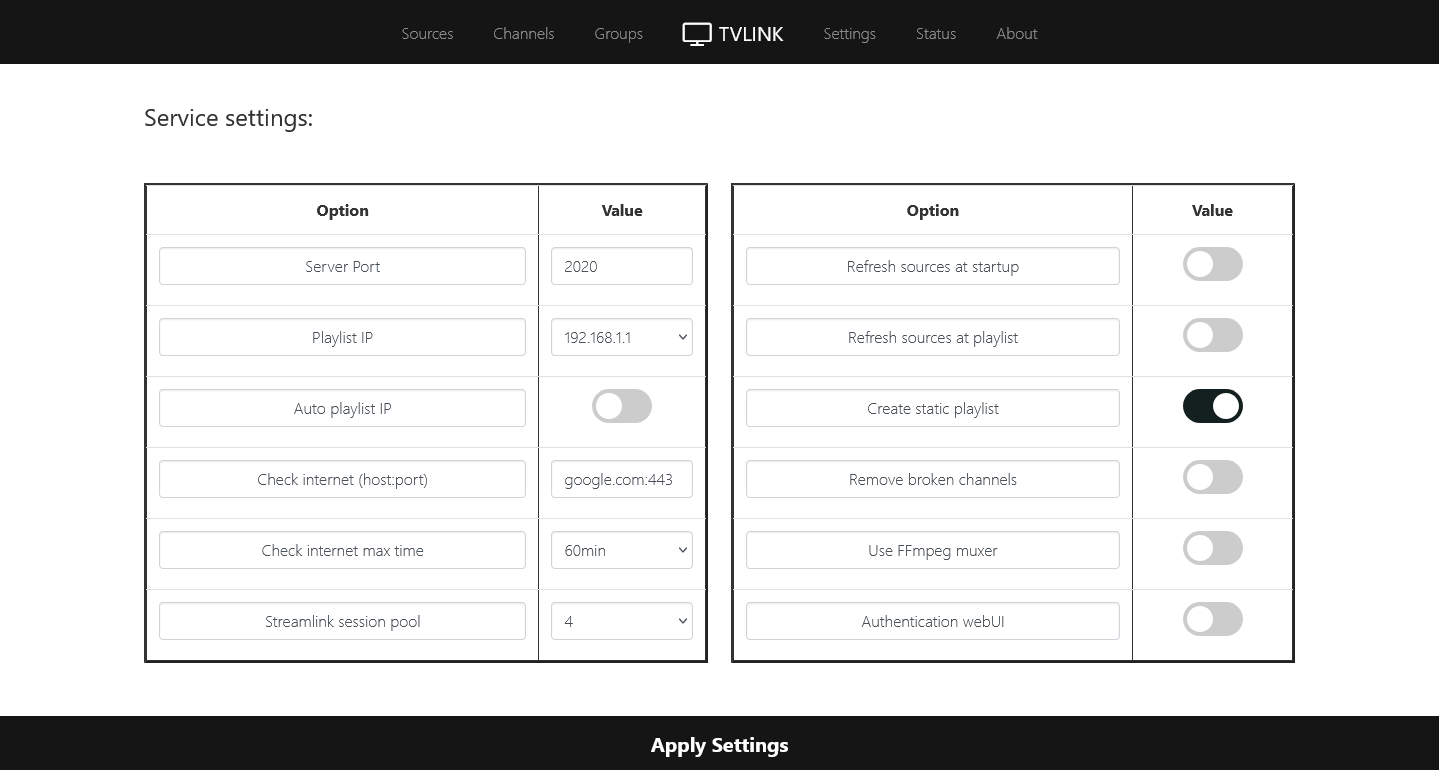 Sources Channels Groups TVLINK Settings Status About
Service settings:
Option Value
Server Port 2020
Playlist IP 192.168.1.1
Auto playlist IP
Check internet (host:port) google.com:443
Check internet max time 60min
Streamlink session pool 4
Option Value
Refresh sources at startup
Refresh sources at playlist
Create static playlist
Remove broken channels
Use FFmpeg muxer
Authentication webUI
Apply Settings